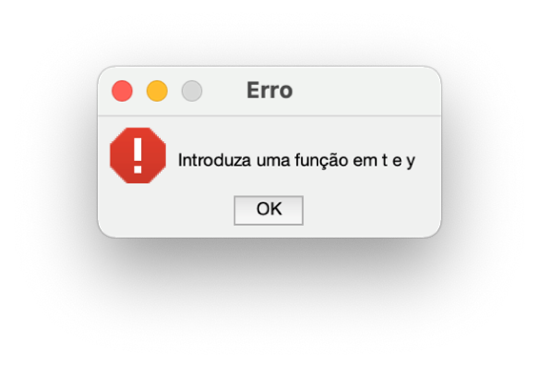 Erro
Introduza uma função em t e y
OK